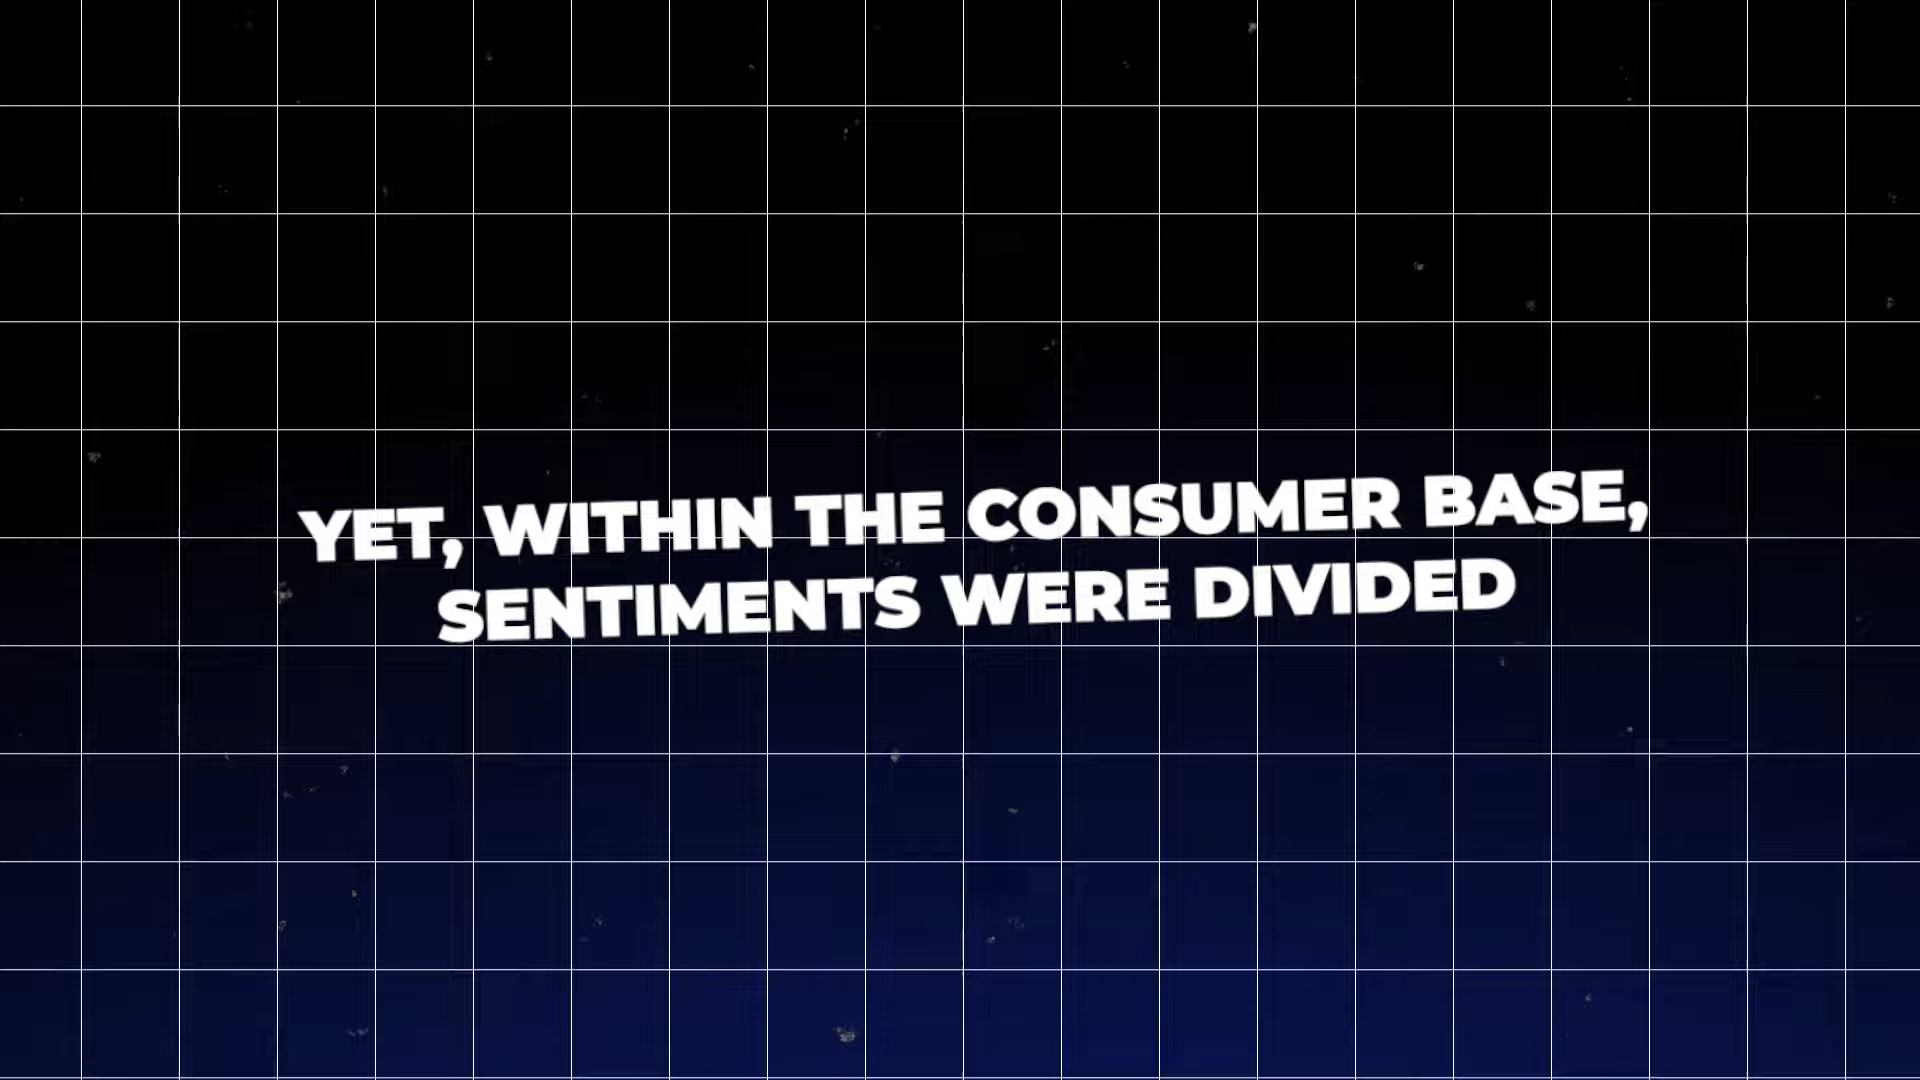 YET, WITHIN THE CONSUMER BASE,
SENTIMENTS WERE DIVIDED